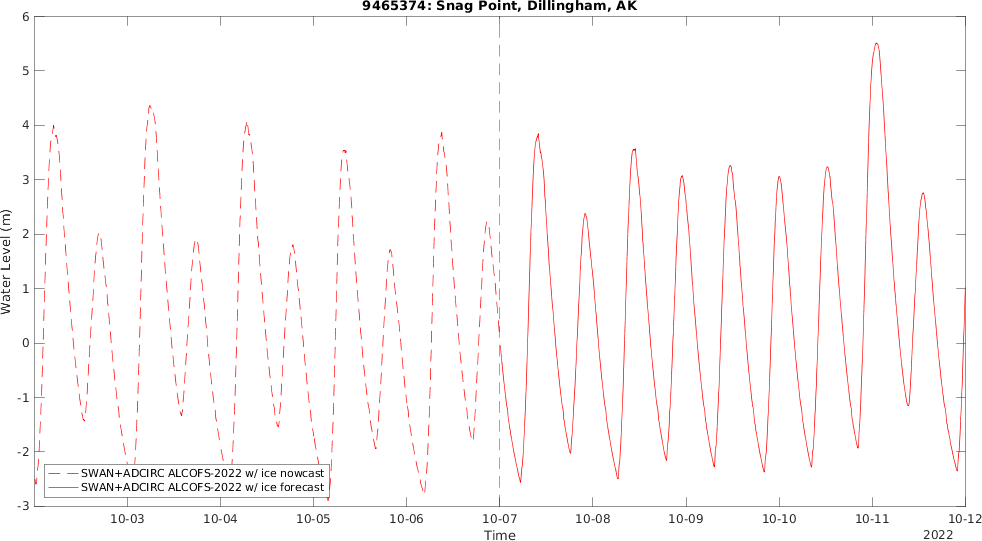 9465374: Snag Point, Dillingham, AK
6
5
4
3
2
1
0
-1
-2
-3
Water Level (m)
SWAN+ADCIRC ALCOFS-2022 w/ ice nowcast
SWAN+ADCIRC ALCOFS-2022 w/ ice forecast
10-03 10-04 10-05 10-06 10-07 10-08 10-09 10-10 10-11 10-12
Time
2022